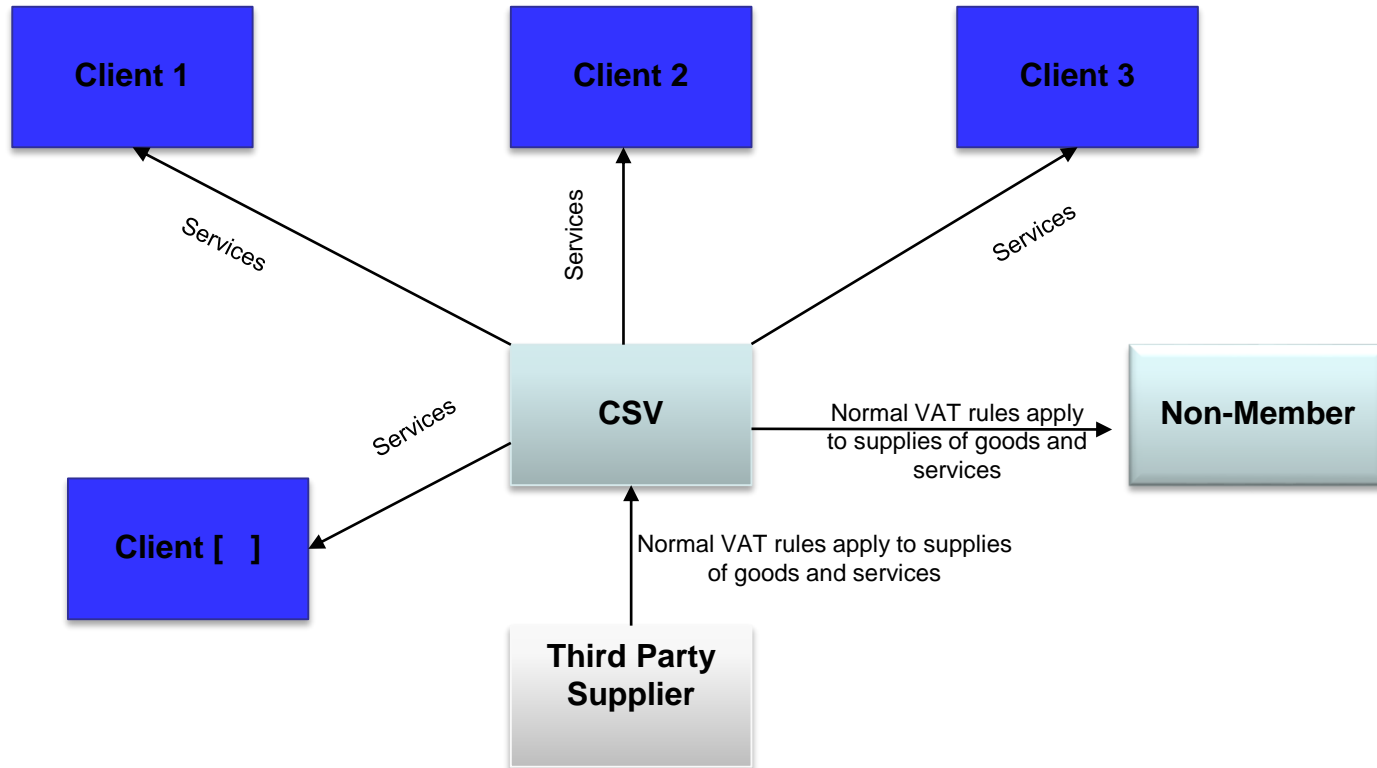 Client 1
Client 2
Client 3
Services
Services
Services
Services
CSV
Normal VAT rules apply
to supplies of goods and
services
Non-Member
Client [ ]
Normal VAT rules apply to supplies
of goods and services
Third Party
Supplier